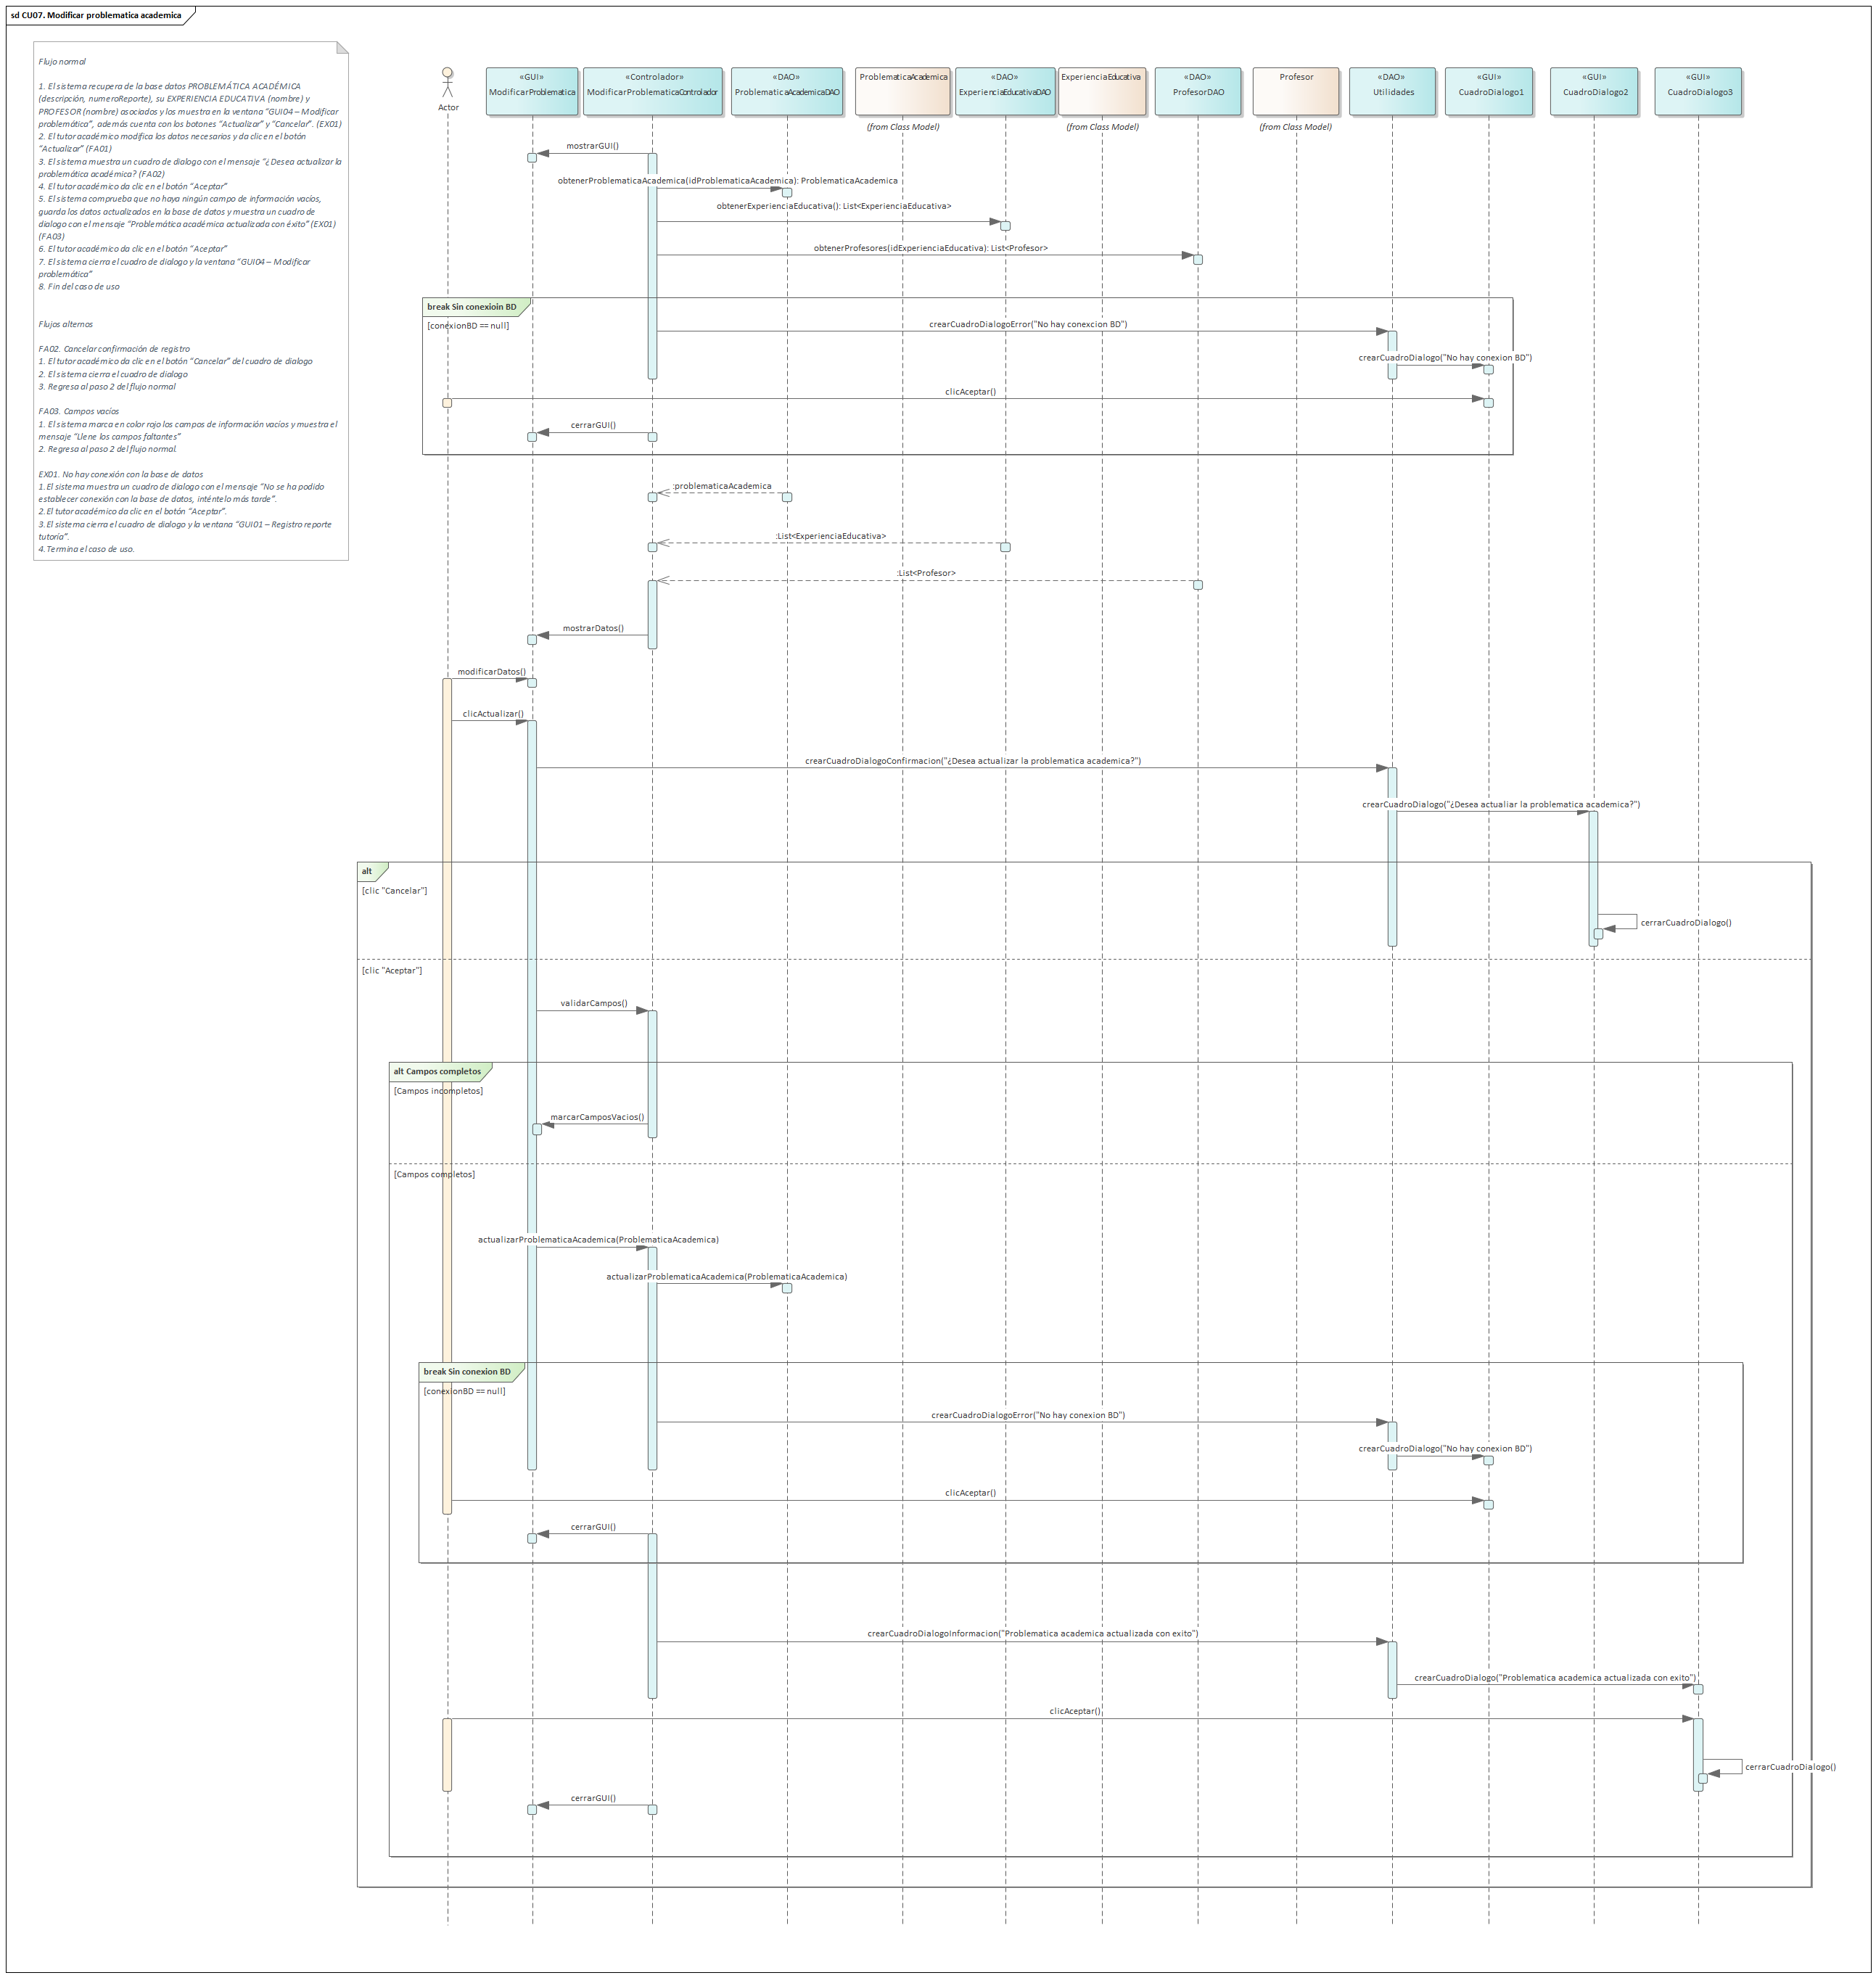 sd CU07. Modificar problematica academica
Flujo normal
1. El sistema recupera de la base datos PROBLEMÁTICA ACADÉMICA
(descripción, numeroReporte), su EXPERIENCIA EDUCATIVA (nombre) y
PROFESOR (nombre) asociados y los muestra en la ventana “GUI04 – Modificar
problemática”, además cuenta con los botones “Actualizar” y “Cancelar”. (EX01)
2. El tutor académico modifica los datos necesarios y da clic en el botón
“Actualizar” (FA01)
3. El sistema muestra un cuadro de dialogo con el mensaje “¿Desea actualizar la
problemática académica? (FA02)
4. El tutor académico da clic en el botón “Aceptar”
5. El sistema comprueba que no haya ningún campo de información vacíos,
guarda los datos actualizados en la base de datos y muestra un cuadro de
dialogo con el mensaje “Problemática académica actualizada con éxito” (EX01)
(FA03)
6. El tutor académico da clic en el botón “Aceptar”
7. El sistema cierra el cuadro de dialogo y la ventana “GUI04 – Modificar
problemática”
8. Fin del caso de uso
Flujos alternos
FA02. Cancelar confirmación de registro
1. El tutor académico da clic en el botón “Cancelar” del cuadro de dialogo
2. El sistema cierra el cuadro de dialogo
3. Regresa al paso 2 del flujo normal
FA03. Campos vacíos
1. El sistema marca en color rojo los campos de información vacíos y muestra el
mensaje “Llene los campos faltantes”
2. Regresa al paso 2 del flujo normal.
EX01. No hay conexión con la base de datos
1.El sistema muestra un cuadro de dialogo con el mensaje “No se ha podido
establecer conexión con la base de datos, inténtelo más tarde”.
2.El tutor académico da clic en el botón “Aceptar”.
3.El sistema cierra el cuadro de dialogo y la ventana “GUI01 – Registro reporte
tutoría”.
4.Termina el caso de uso.
Actor
«GUI»
ModificarProblematica
«Controlador»
ModificarProblematicaControlador
«DAO»
ProblematicaAcademicaDAO
ProblematicaAcademica
(from Class Model)
«DAO»
ExperienciaEducativaDAO
ExperienciaEducativa
(from Class Model)
«DAO»
ProfesorDAO
Profesor
(from Class Model)
«DAO»
Utilidades
«GUI»
CuadroDialogo1
«GUI»
CuadroDialogo2
«GUI»
CuadroDialogo3
mostrarGUI()
obtenerProblematicaAcademica(idProblematicaAcademica): ProblematicaAcademica
obtenerExperienciaEducativa(): List<ExperienciaEducativa>
obtenerProfesores(idExperienciaEducativa): List<Profesor>
break Sin conexioin BD
[conexionBD == null]
crearCuadroDialogoError("No hay conexcion BD")
crearCuadroDialogo("No hay conexion BD")
clicAceptar()
cerrarGUI()
:problematicaAcademica
:List<ExperienciaEducativa>
:List<Profesor>
mostrarDatos()
modificarDatos()
clicActualizar()
crearCuadroDialogoConfirmacion("¿Desea actualizar la problematica academica?")
crearCuadroDialogo("¿Desea actualiar la problematica academica?")
alt
[clic "Cancelar"]
cerrarCuadroDialogo()
[clic "Aceptar"]
validarCampos()
alt Campos completos
[Campos incompletos]
marcarCamposVacios()
[Campos completos]
actualizarProblematicaAcademica(ProblematicaAcademica)
actualizarProblematicaAcademica(ProblematicaAcademica)
break Sin conexion BD
[conexionBD == null]
crearCuadroDialogoError("No hay conexion BD")
crearCuadroDialogo("No hay conexion BD")
clicAceptar()
cerrarGUI()
crearCuadroDialogoInformacion("Problematica academica actualizada con exito")
crearCuadroDialogo("Problematica academica actualizada con exito")
clicAceptar()
cerrarCuadroDialogo()
cerrarGUI()